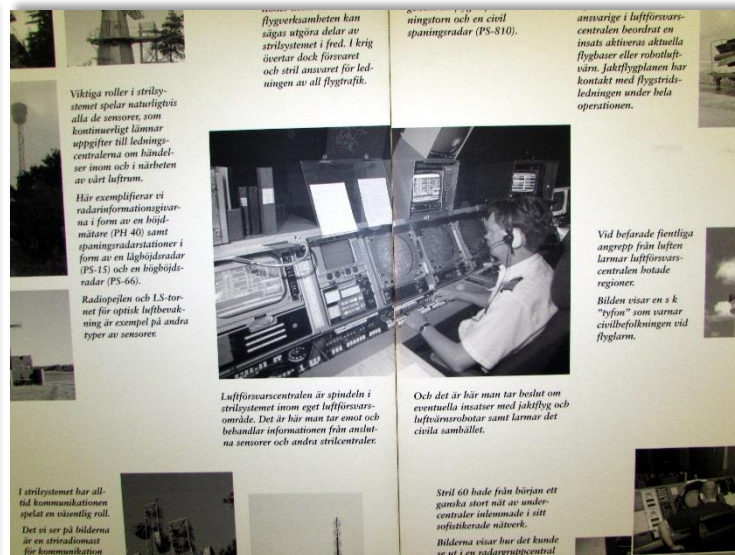 flygverksamheten kan
sägas utgöra delar av
strilsystemet i fred. I krig
övertar dock försvaret
och stril ansvaret för led-
ningen av all flygtrafik.
ningstorn och en civil
spaningsradar (PS-810).
ansvarige i luftförsvars-
centralen beordrat en
insats aktiveras aktuella
flygbaser eller robotluft-
värn. Jaktflygplanen har
kontakt med flygstrids-
ledningen under hela
operationen.
Viktiga roller i strilsy-
stemet spelar naturligtvis
alla de sensorer, som
kontinuerligt lämnar
uppgifter till lednings-
centralerna om händel-
ser inom och i närheten
av vårt luftrum.
Här exemplifierar vi
radarinformationsgivar-
na i form av en höjd-
mätare (PH 40) samt
spaningsradarstationer i
form av en låghöjdsradar
(PS-15) och en höghöjds-
radar (PS-66).
Radiopejlen och LS-tor-
net för optisk luftbevak-
ning är exempel på andra
typer av sensorer.
Vid befarade fientliga
angrepp från luften
larmar luftförsvars-
centralen hotade
regioner.
Bilden visar en s k
"tyfon" som varnar
civilbefolkningen vid
flyglarm.
Luftförsvarscentralen är spindeln i
strilsystemet inom eget luftförsvars-
område. Det är här man tar emot och
behandlar informationen från anslut-
na sensorer och andra strilcentraler.
Och det är här man tar beslut om
eventuella insatser med jaktflyg och
luftvärnsrobotar samt larmar det
civila samhället.
I strilsystemet har all-
tid kommunikationen
spelat en väsentlig roll.
Det vi ser på bilderna
är en striradiomast
för kommunikation
Stril 60 hade från början ett
ganska stort nät av under-
centraler inlemmade i sitt
sofistikerade nätverk.
Bilderna visar hur det kunde
se ut i en radargruppcentral